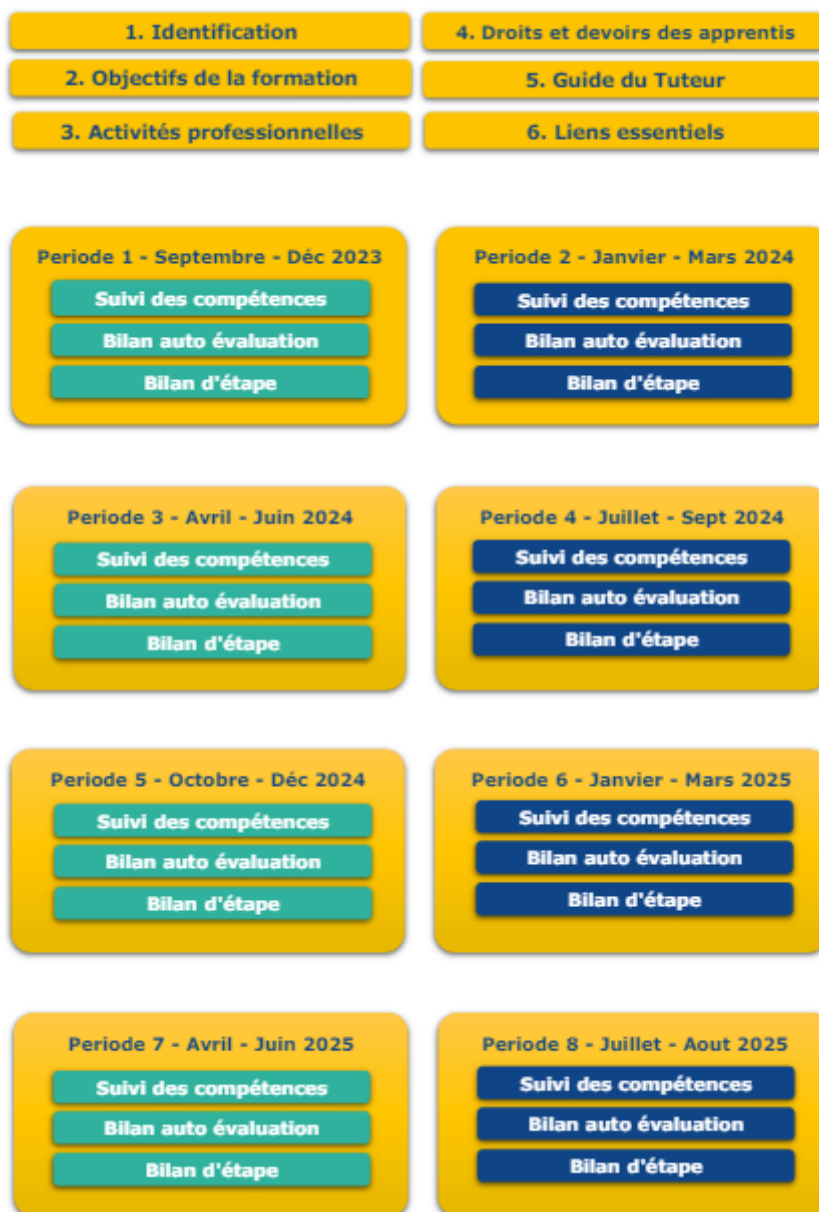 1. Identification
4. Droits et devoirs des apprentis
2. Objectifs de la formation
5. Guide du Tuteur
3. Activités professionnelles
6. Liens essentiels
Periode 1 - Septembre - Déc 2023
Suivi des compétences
Bilan auto évaluation
Bilan d'étape
Periode 2 - Janvier - Mars 2024
Suivi des compétences
Bilan auto évaluation
Bilan d'étape
Periode 3 - Avril - Juin 2024
Suivi des compétences
Bilan auto évaluation
Bilan d'étape
Periode 4 - Juillet - Sept 2024
Suivi des compétences
Bilan auto évaluation
Bilan d'étape
Periode 5 - Octobre - Déc 2024
Suivi des compétences
Bilan auto évaluation
Bilan d'étape
Periode 6 - Janvier - Mars 2025
Suivi des compétences
Bilan auto évaluation
Bilan d'étape
Periode 7 - Avril - Juin 2025
Suivi des compétences
Bilan auto évaluation
Bilan d'étape
Periode 8 - Juillet - Aout 2025
Suivi des compétences
Bilan auto évaluation
Bilan d'étape